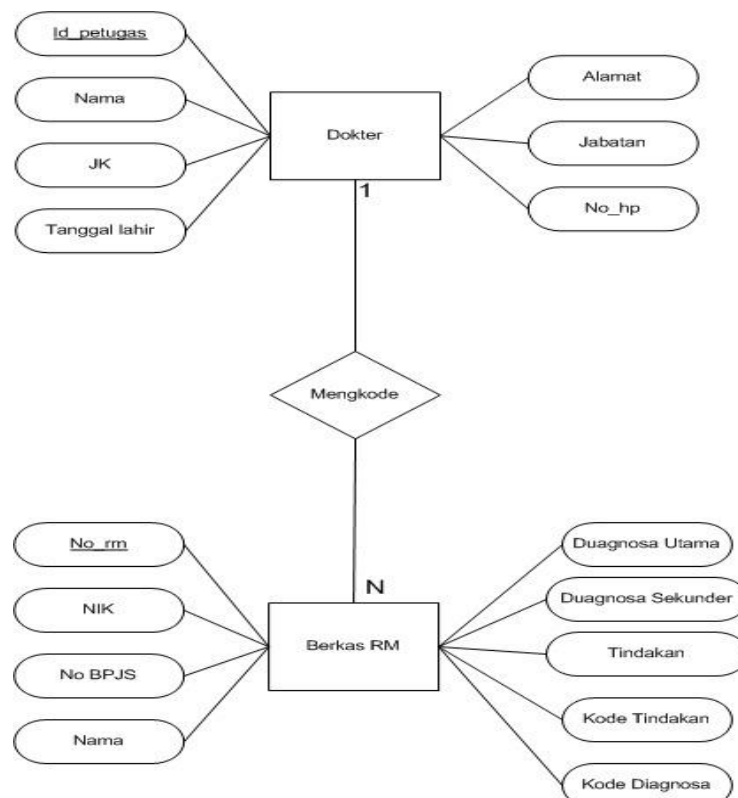 Id_petugas
Nama
JK
Tanggal lahir
Dokter
Alamat
Jabatan
No_hp
1
Mengkode
N
No_rm
NIK
No BPJS
Nama
Berkas RM
Duagnosa Utama
Duagnosa Sekunder
Tindakan
Kode Tindakan
Kode Diagnosa